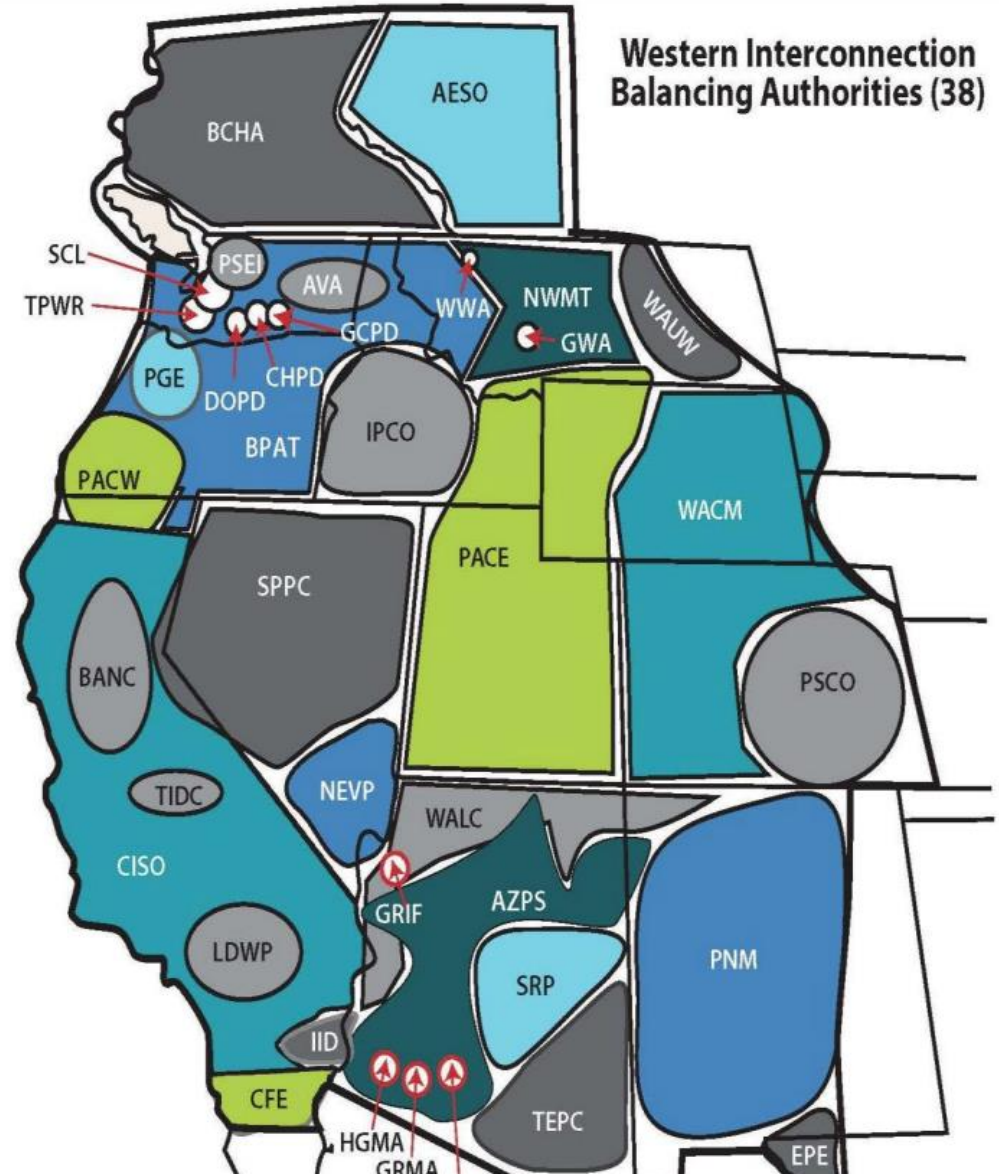 Western Interconnection
Balancing Authorities (38)
AESO
BCHA
SCL
PSEI
AVA
TPWR
WWA
NWMT
WAUW
GCPD
GWA
PGE
CHPD
DOPD
IPCO
BPAT
PACW
WACM
PACE
SPPC
BANC
PSCO
TIDC
NEVP
WALC
CISO
GRIF
AZPS
LDWP
PNM
SRP
IID
CFE
TEPC
HGMA
EPE
GRMA